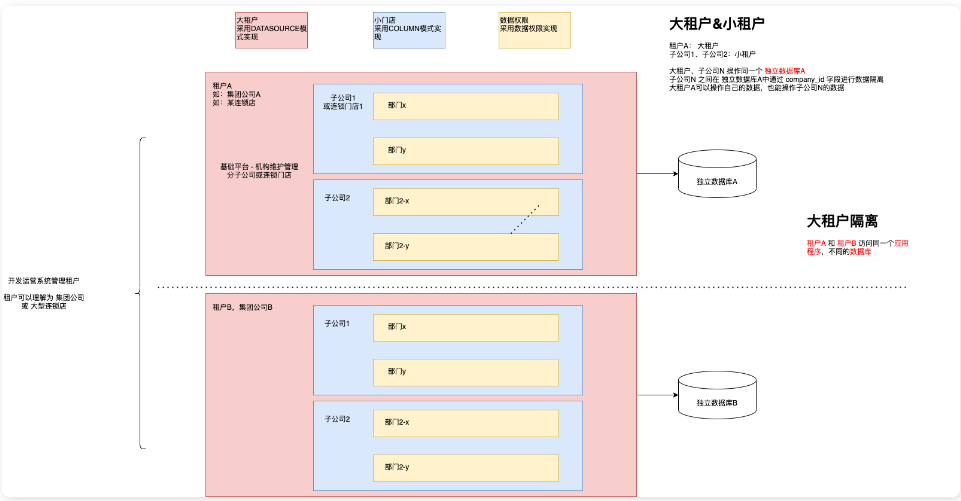 大租户
采用DATASOURCE模
式实现
小门店
采用COLUMN模式实
现
数据权限
采用数据权限实现
大租户&小租户
租户A： 大租户
子公司1、子公司2：小租户
大租户、子公司N 操作同一个 独立数据库A
子公司N 之间在 独立数据库A中通过 company_id 字段进行数据隔离
大租户A可以操作自己的数据，也能操作子公司N的数据
租户A
如：集团公司A
如：某连锁店
基础平台 - 机构维护管理
分子公司或连锁门店
子公司1
或连锁门店1
部门x
部门y
子公司2
部门2-x
部门2-y
独立数据库A
大租户隔离
租户A 和 租户B 访问同一个应用
程序，不同的数据库
开发运营系统管理租户
租户可以理解为 集团公司
或 大型连锁店
租户B，集团公司B
子公司1
部门x
部门y
子公司2
部门2-x
部门2-y
独立数据库B